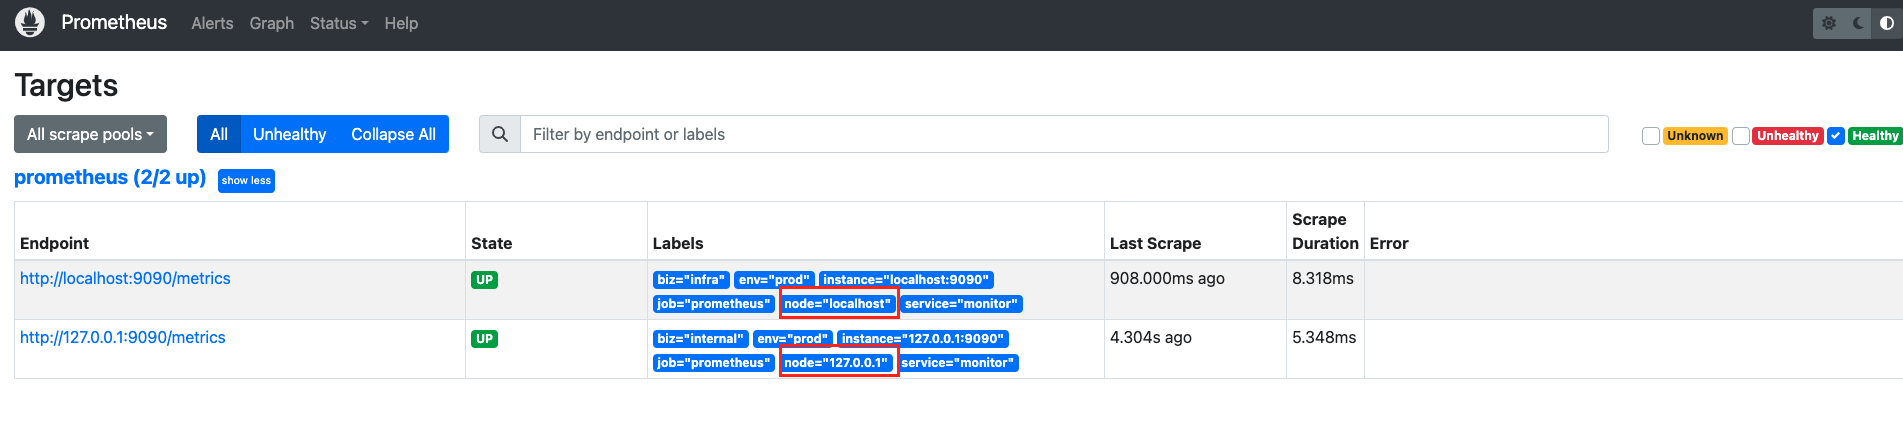 Prometheus Alerts Graph Status Help
Targets
All scrape pools All Unhealthy Collapse All Filter by endpoint or labels Unknown Unhealthy Healthy
prometheus (2/2 up) show less
Endpoint State Labels Last Scrape Scrape Duration Error
http://localhost:9090/metrics UP biz="infra" env="prod" instance="localhost:9090" 908.000ms ago 8.318ms
job="prometheus" node="localhost" service="monitor"
http://127.0.0.1:9090/metrics UP biz="internal" env="prod" instance="127.0.0.1:9090" 4.304s ago 5.348ms
job="prometheus" node="127.0.0.1" service="monitor"